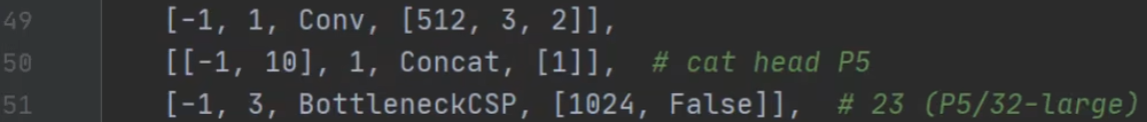 49 [-1, 1, Conv, [512, 3, 2]],
50 [[-1, 10], 1, Concat, [1]],  # cat head P5
51 [-1, 3, BottleneckCSP, [1024, False]],  # 23 (P5/32-large)